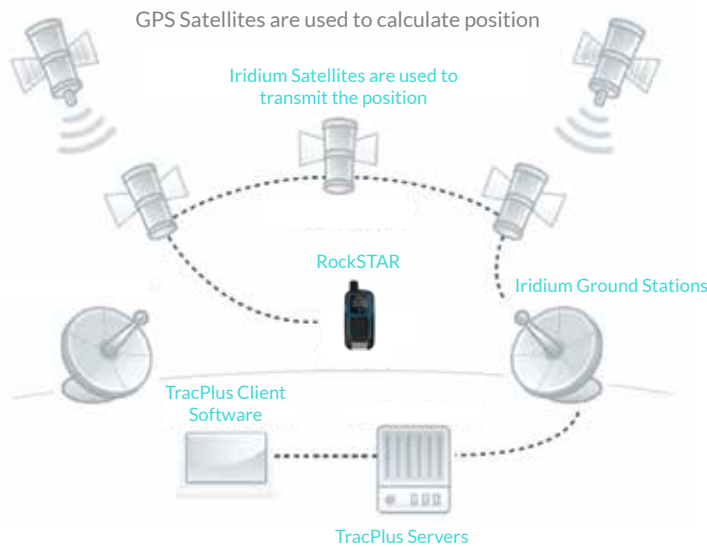 GPS Satellites are used to calculate position
Iridium Satellites are used to
transmit the position
RockSTAR
Iridium Ground Stations
TracPlus Client
Software
TracPlus Servers